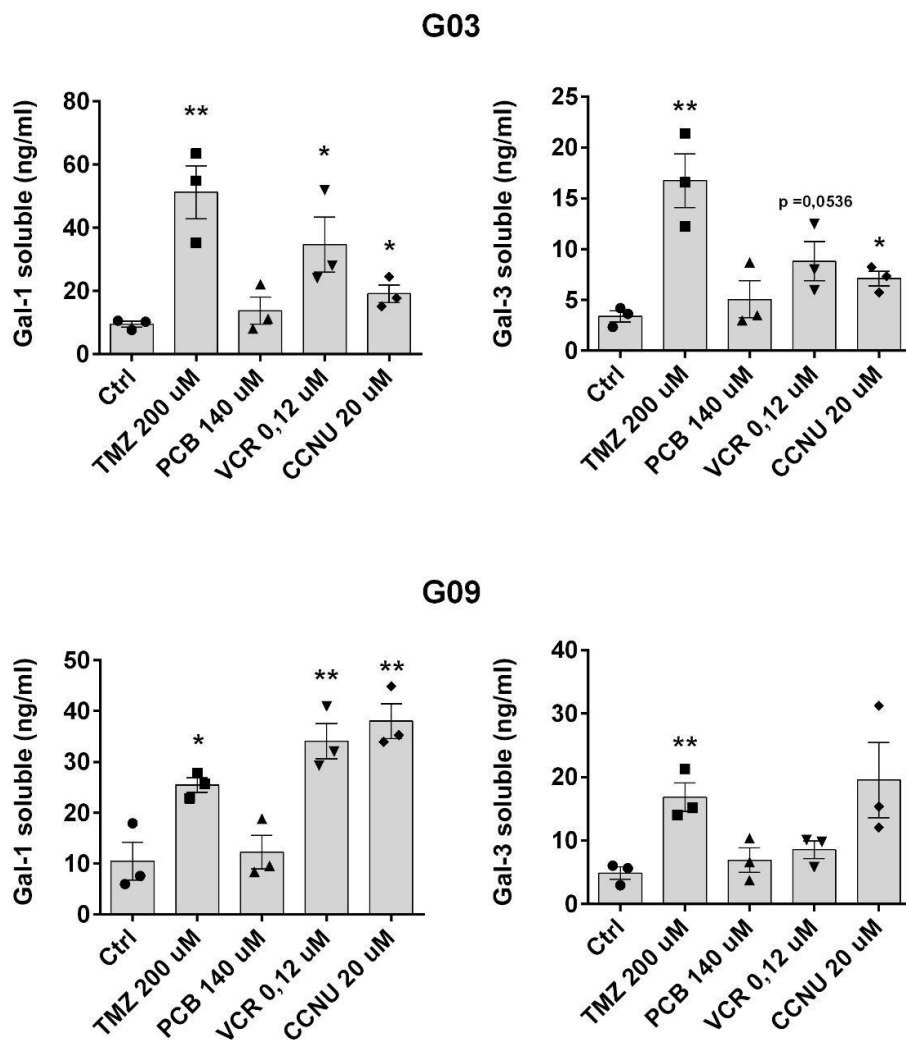 G03
Gal-1 soluble (ng/ml)
80
60
40
20
0
**
*
*
Ctrl
TMZ 200 uM
PCB 140 uM
VCR 0,12 uM
CCNU 20 uM
Gal-3 soluble (ng/ml)
25
20
15
10
5
0
**
p =0,0536
*
Ctrl
TMZ 200 uM
PCB 140 uM
VCR 0,12 uM
CCNU 20 uM
G09
Gal-1 soluble (ng/ml)
50
40
30
20
10
0
*
**
**
Ctrl
TMZ 200 uM
PCB 140 uM
VCR 0,12 uM
CCNU 20 uM
Gal-3 soluble (ng/ml)
40
30
20
10
0
**
Ctrl
TMZ 200 uM
PCB 140 uM
VCR 0,12 uM
CCNU 20 uM